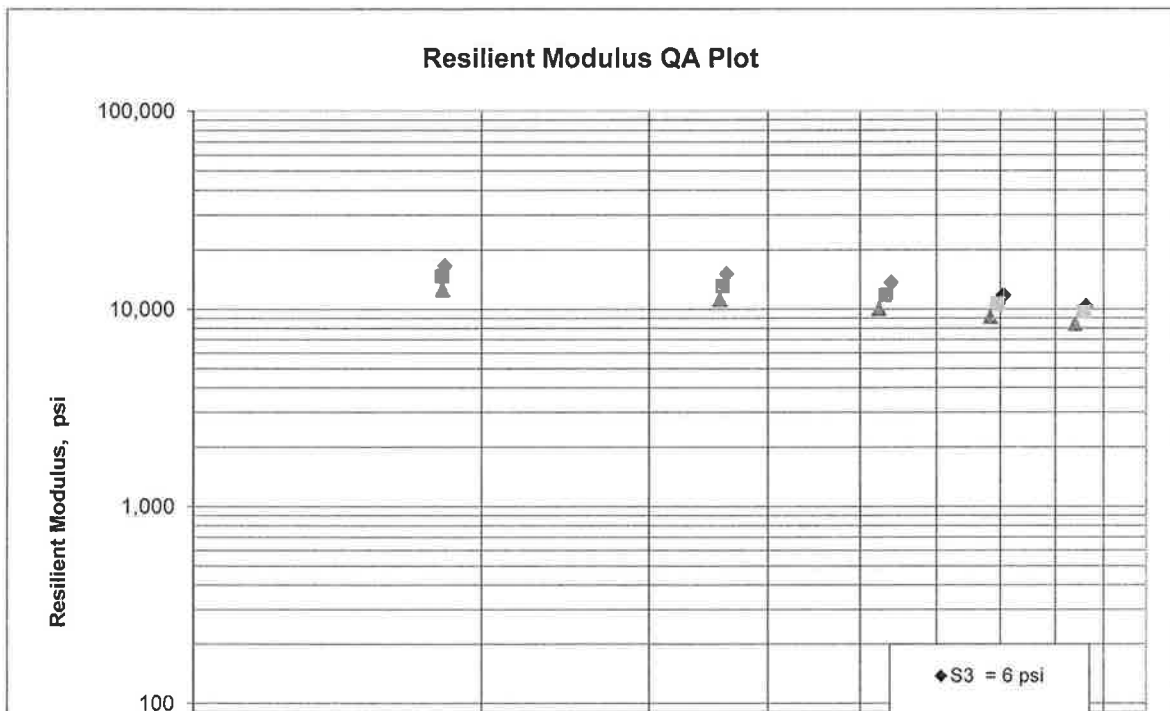 Resilient Modulus QA Plot
100,000
10,000
1,000
100
Resilient Modulus, psi
◆S3 = 6 psi